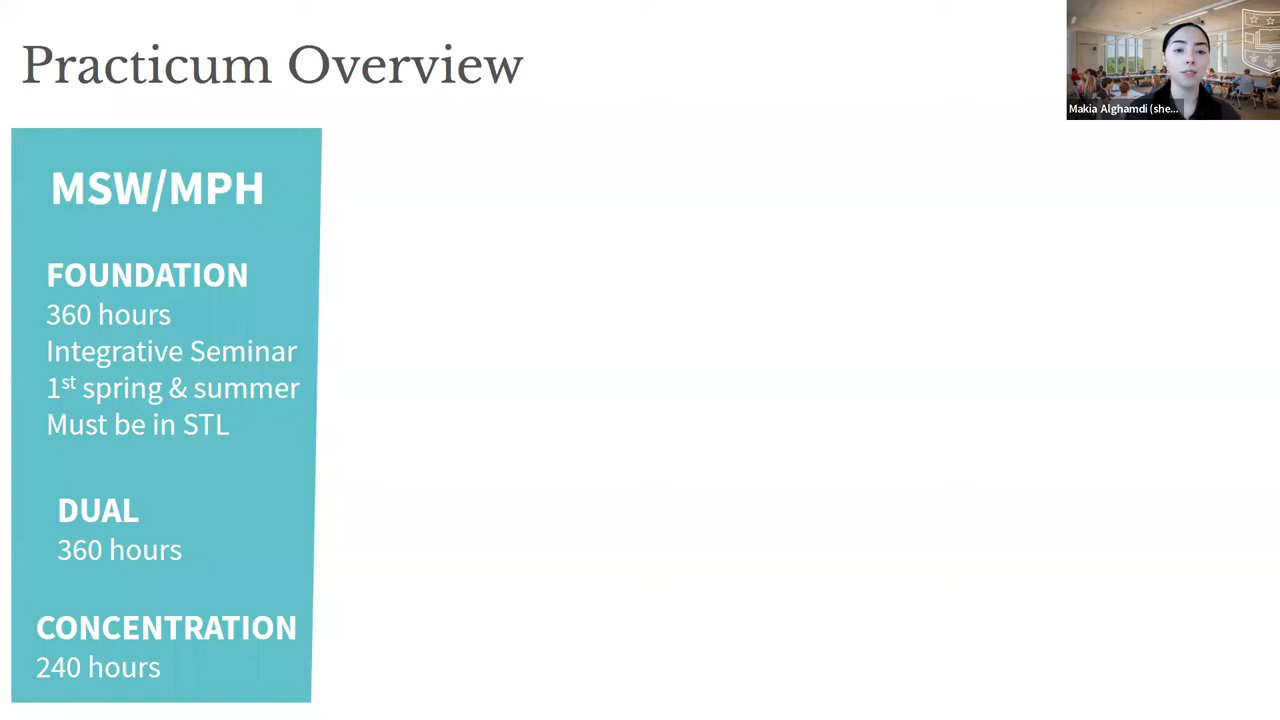 Practicum Overview
Makia Alghamdi (she...
MSW/MPH
FOUNDATION
360 hours
Integrative Seminar
1st spring & summer
Must be in STL
DUAL
360 hours
CONCENTRATION
240 hours